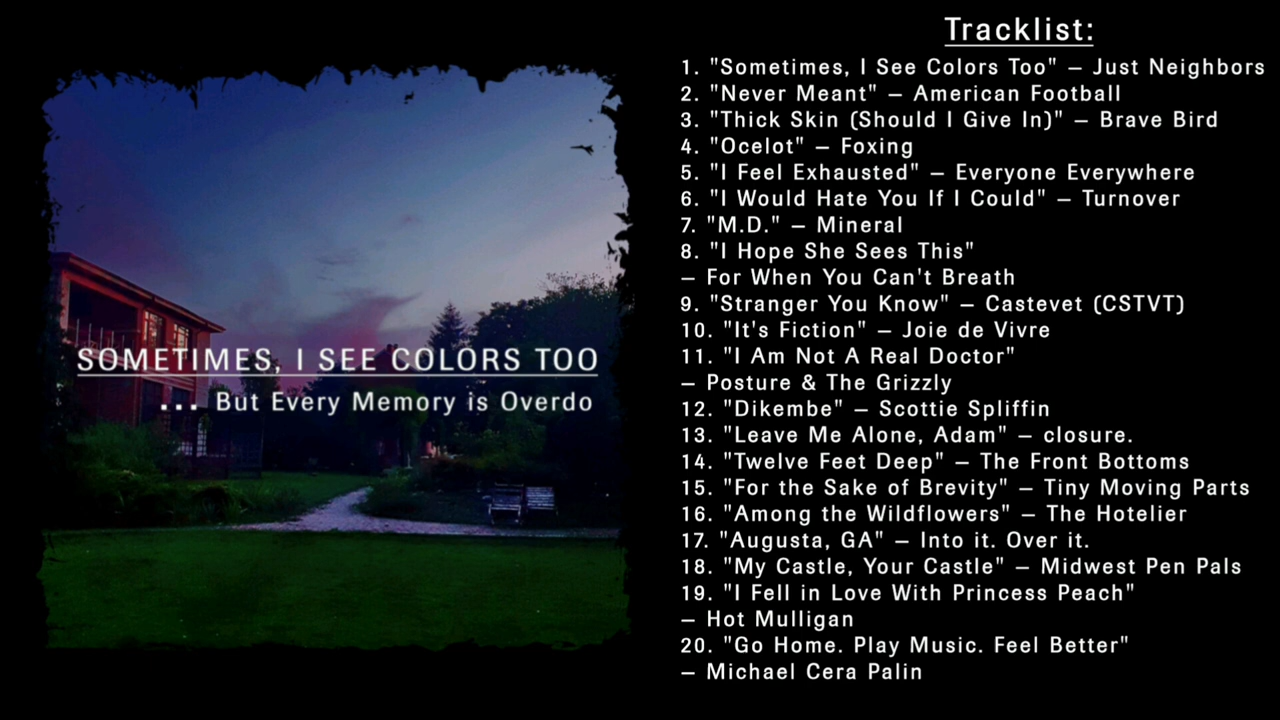 SOMETIMES, I SEE COLORS TOO
... But Every Memory is Overdo
Tracklist:
1. "Sometimes, I See Colors Too" – Just Neighbors
2. "Never Meant" – American Football
3. "Thick Skin (Should I Give In)" – Brave Bird
4. "Ocelot" – Foxing
5. "I Feel Exhausted" – Everyone Everywhere
6. "I Would Hate You If I Could" – Turnover
7. "M.D." – Mineral
8. "I Hope She Sees This"
– For When You Can't Breath
9. "Stranger You Know" – Castevet (CSTVT)
10. "It's Fiction" – Joie de Vivre
11. "I Am Not A Real Doctor"
– Posture & The Grizzly
12. "Dikembe" – Scottie Spliffin
13. "Leave Me Alone, Adam" – closure.
14. "Twelve Feet Deep" – The Front Bottoms
15. "For the Sake of Brevity" – Tiny Moving Parts
16. "Among the Wildflowers" – The Hotelier
17. "Augusta, GA" – Into it. Over it.
18. "My Castle, Your Castle" – Midwest Pen Pals
19. "I Fell in Love With Princess Peach"
– Hot Mulligan
20. "Go Home. Play Music. Feel Better"
– Michael Cera Palin